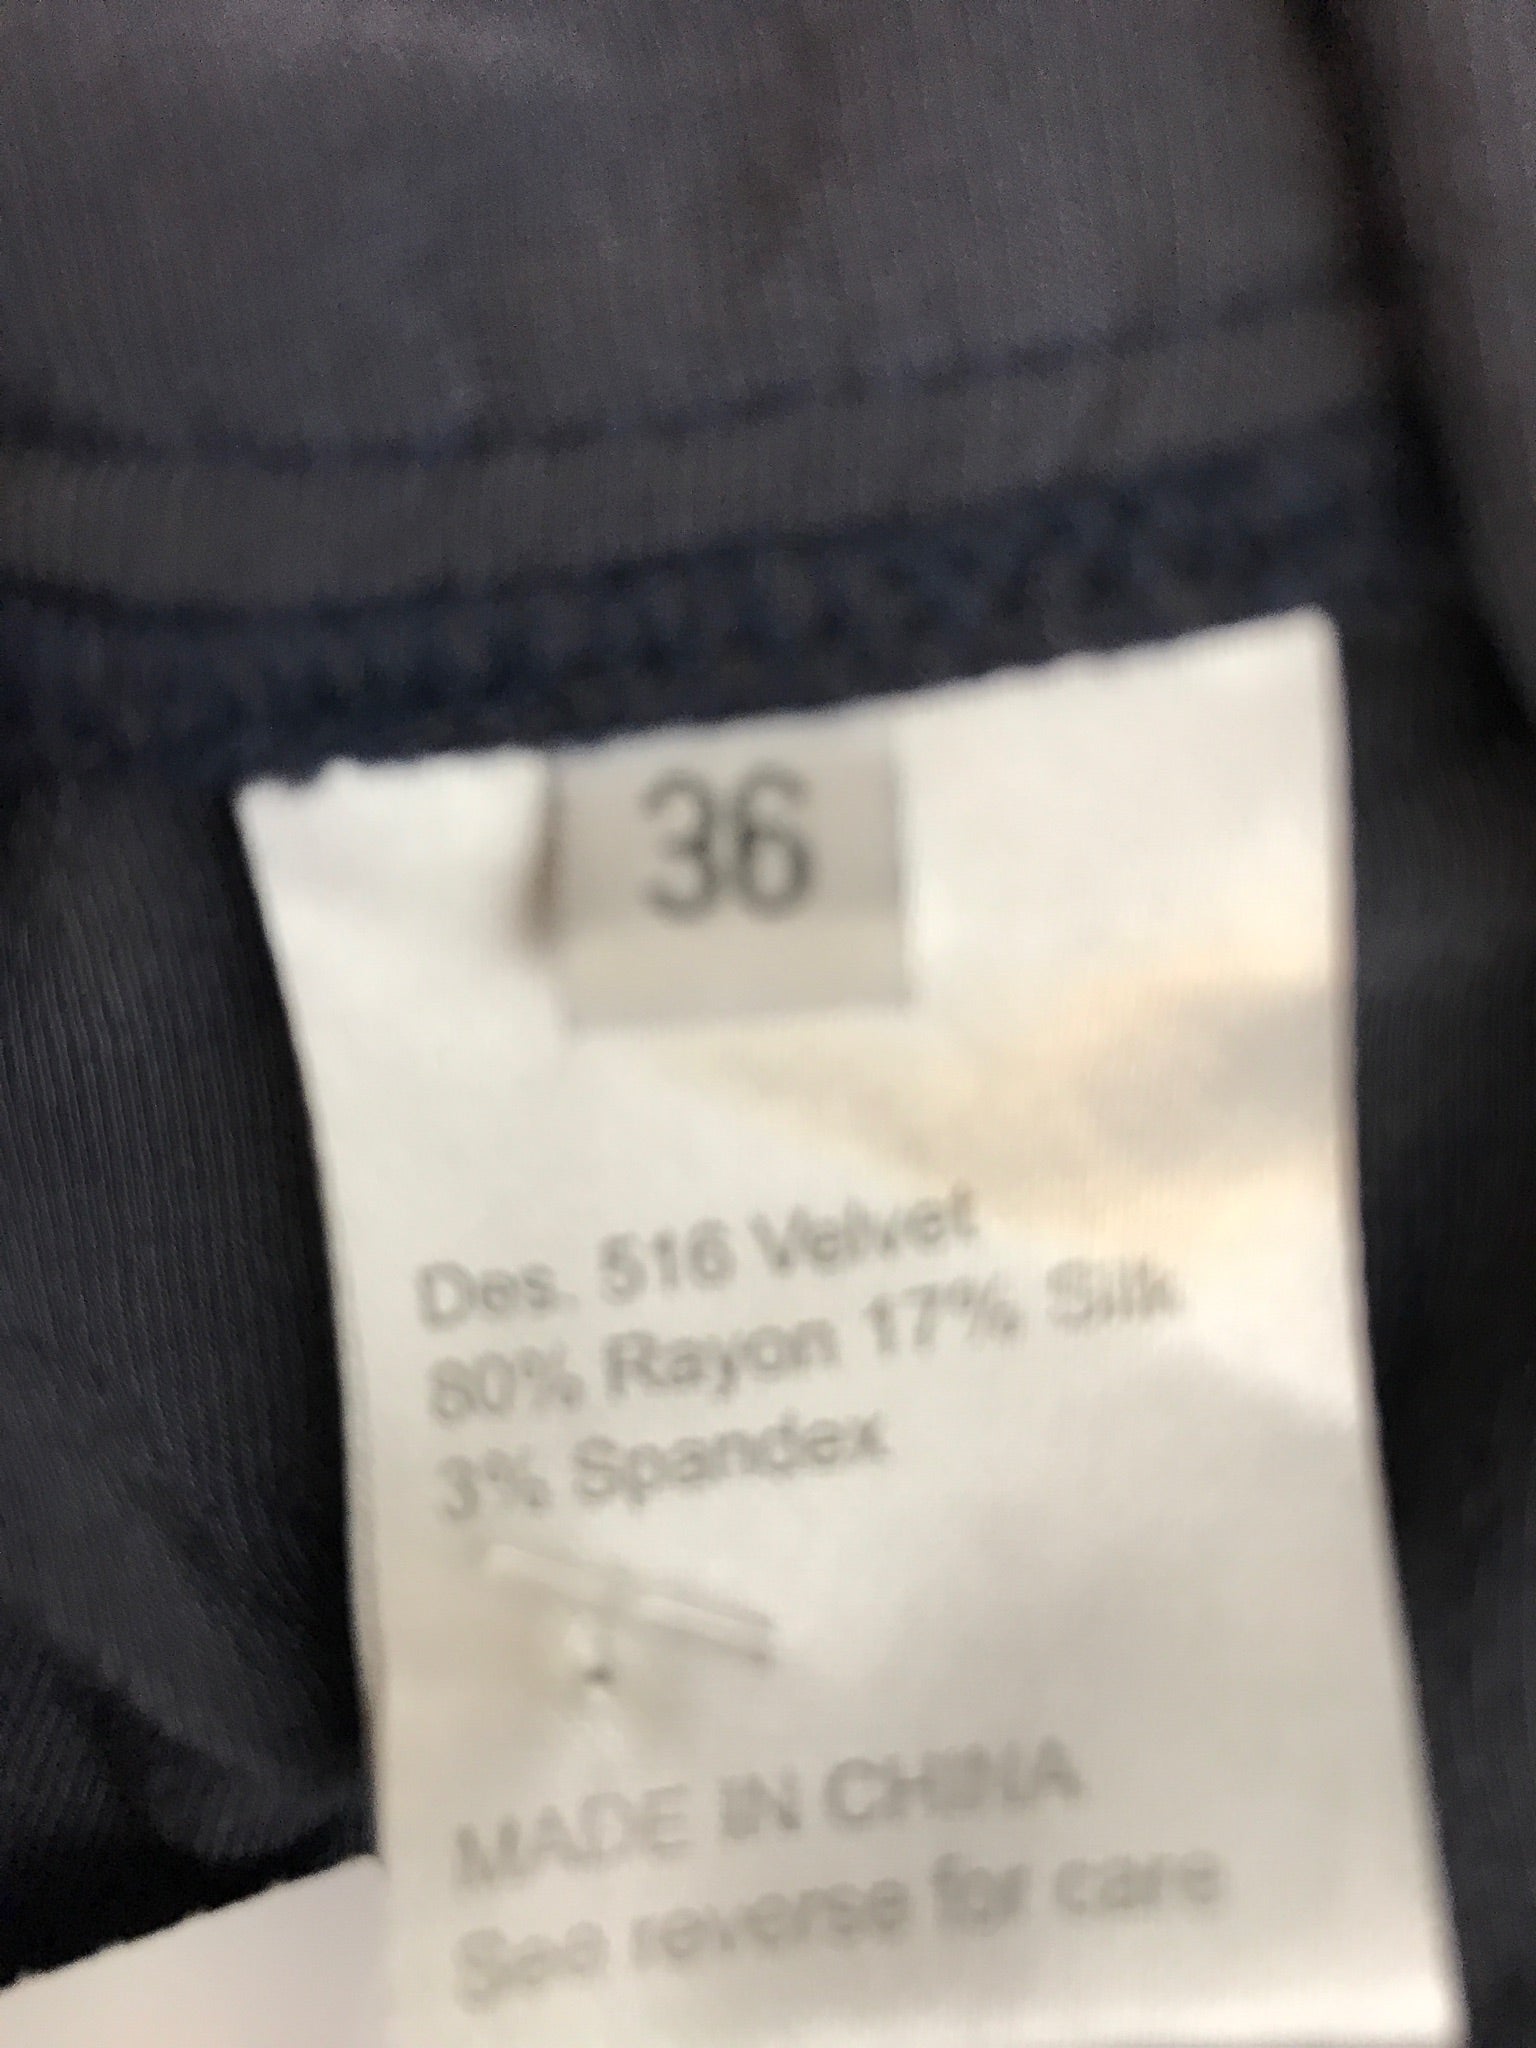 36
Des. 516 Velvet
80% Rayon 17% Silk
3% Spandex
MADE IN CHINA
See reverse for care